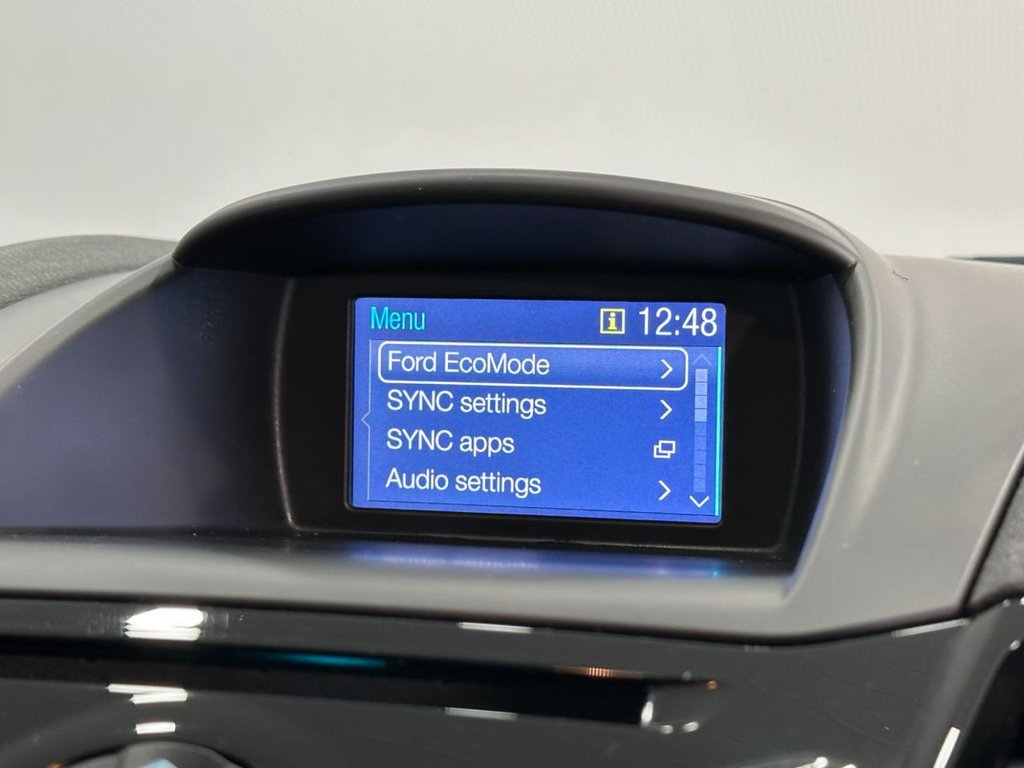 Menu i 12:48
Ford EcoMode
SYNC settings
SYNC apps
Audio settings